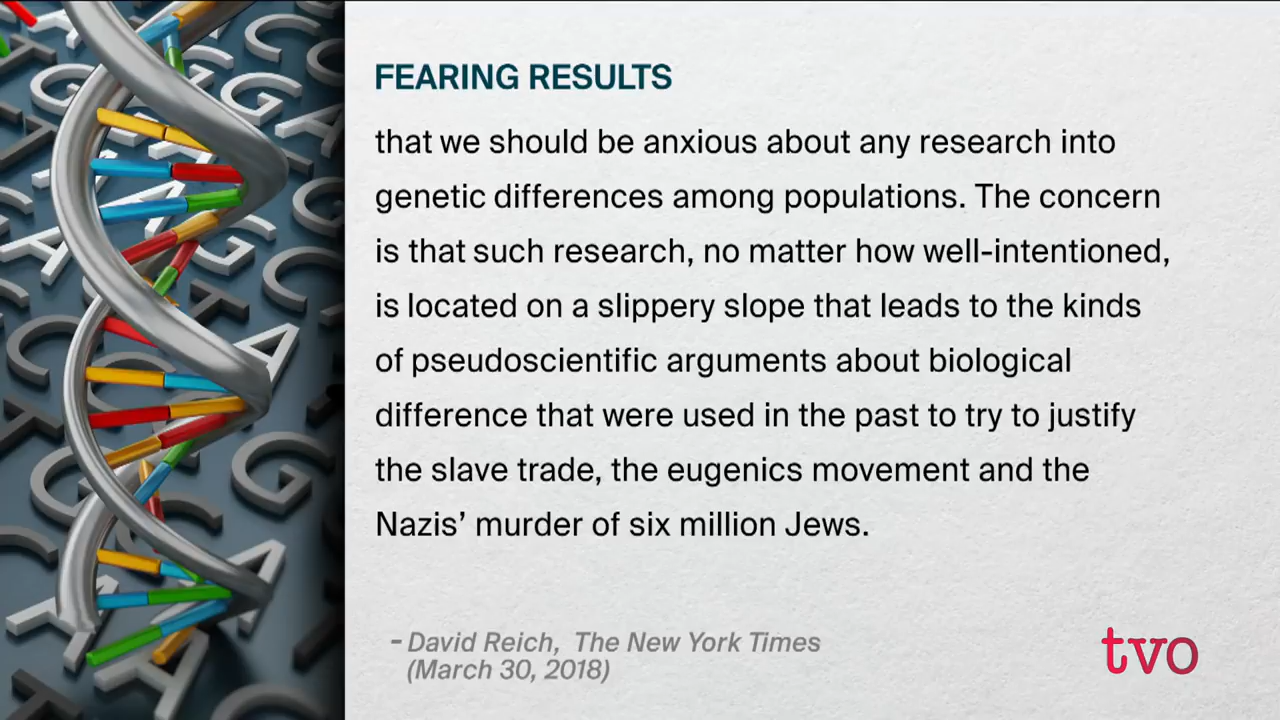 FEARING RESULTS
that we should be anxious about any research into
genetic differences among populations. The concern
is that such research, no matter how well-intentioned,
is located on a slippery slope that leads to the kinds
of pseudoscientific arguments about biological
difference that were used in the past to try to justify
the slave trade, the eugenics movement and the
Nazis’ murder of six million Jews.
- David Reich, The New York Times
(March 30, 2018)
tvo